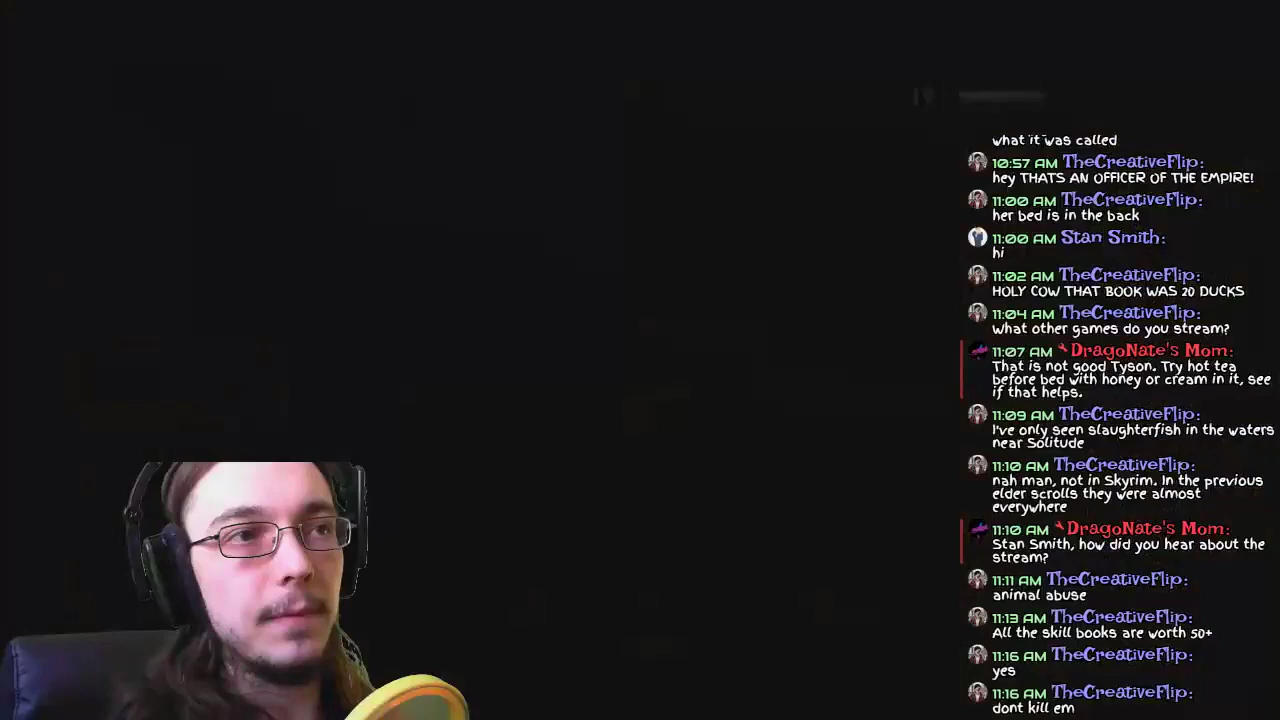 what it was called
10:57 AM TheCreativeFlip:
hey THATS AN OFFICER OF THE EMPIRE!
11:00 AM TheCreativeFlip:
her bed is in the back
11:00 AM Stan Smith:
hi
11:02 AM TheCreativeFlip:
HOLY COW THAT BOOK WAS 20 DUCKS
11:04 AM TheCreativeFlip:
What other games do you stream?
11:07 AM DragoNate's Mom:
That is not good Tyson. Try hot tea
before bed with honey or cream in it, see
if that helps.
11:09 AM TheCreativeFlip:
I've only seen slaughterfish in the waters
near Solitude
11:10 AM TheCreativeFlip:
nah man, not in Skyrim. In the previous
elder scrolls they were almost
everywhere
11:10 AM DragoNate's Mom:
Stan Smith, how did you hear about the
stream?
11:11 AM TheCreativeFlip:
animal abuse
11:13 AM TheCreativeFlip:
All the skill books are worth 50+
11:16 AM TheCreativeFlip:
yes
11:16 AM TheCreativeFlip:
dont kill em